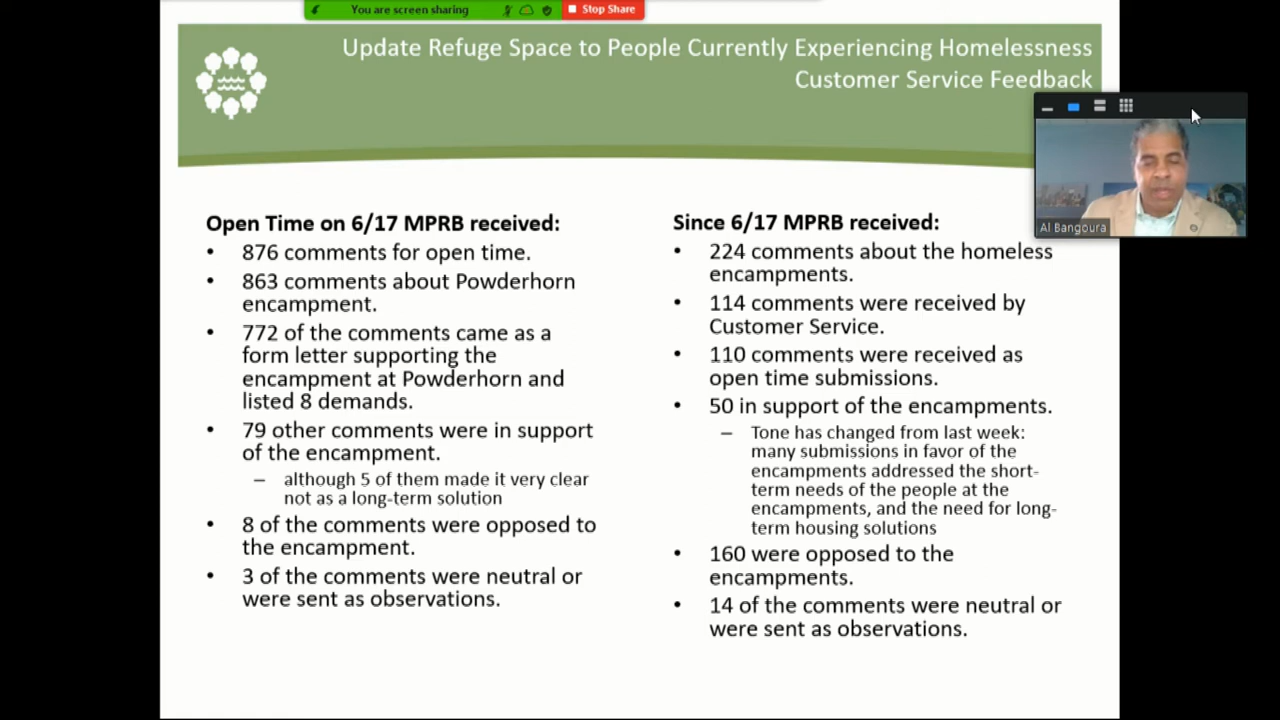 You are screen sharing
Stop Share
Update Refuge Space to People Currently Experiencing Homelessness
Customer Service Feedback
Al Bangoura
Open Time on 6/17 MPRB received:
• 876 comments for open time.
• 863 comments about Powderhorn
encampment.
• 772 of the comments came as a
form letter supporting the
encampment at Powderhorn and
listed 8 demands.
• 79 other comments were in support
of the encampment.
– although 5 of them made it very clear
not as a long-term solution
• 8 of the comments were opposed to
the encampment.
• 3 of the comments were neutral or
were sent as observations.
Since 6/17 MPRB received:
• 224 comments about the homeless
encampments.
• 114 comments were received by
Customer Service.
• 110 comments were received as
open time submissions.
• 50 in support of the encampments.
– Tone has changed from last week:
many submissions in favor of the
encampments addressed the short-
term needs of the people at the
encampments, and the need for long-
term housing solutions
• 160 were opposed to the
encampments.
• 14 of the comments were neutral or
were sent as observations.